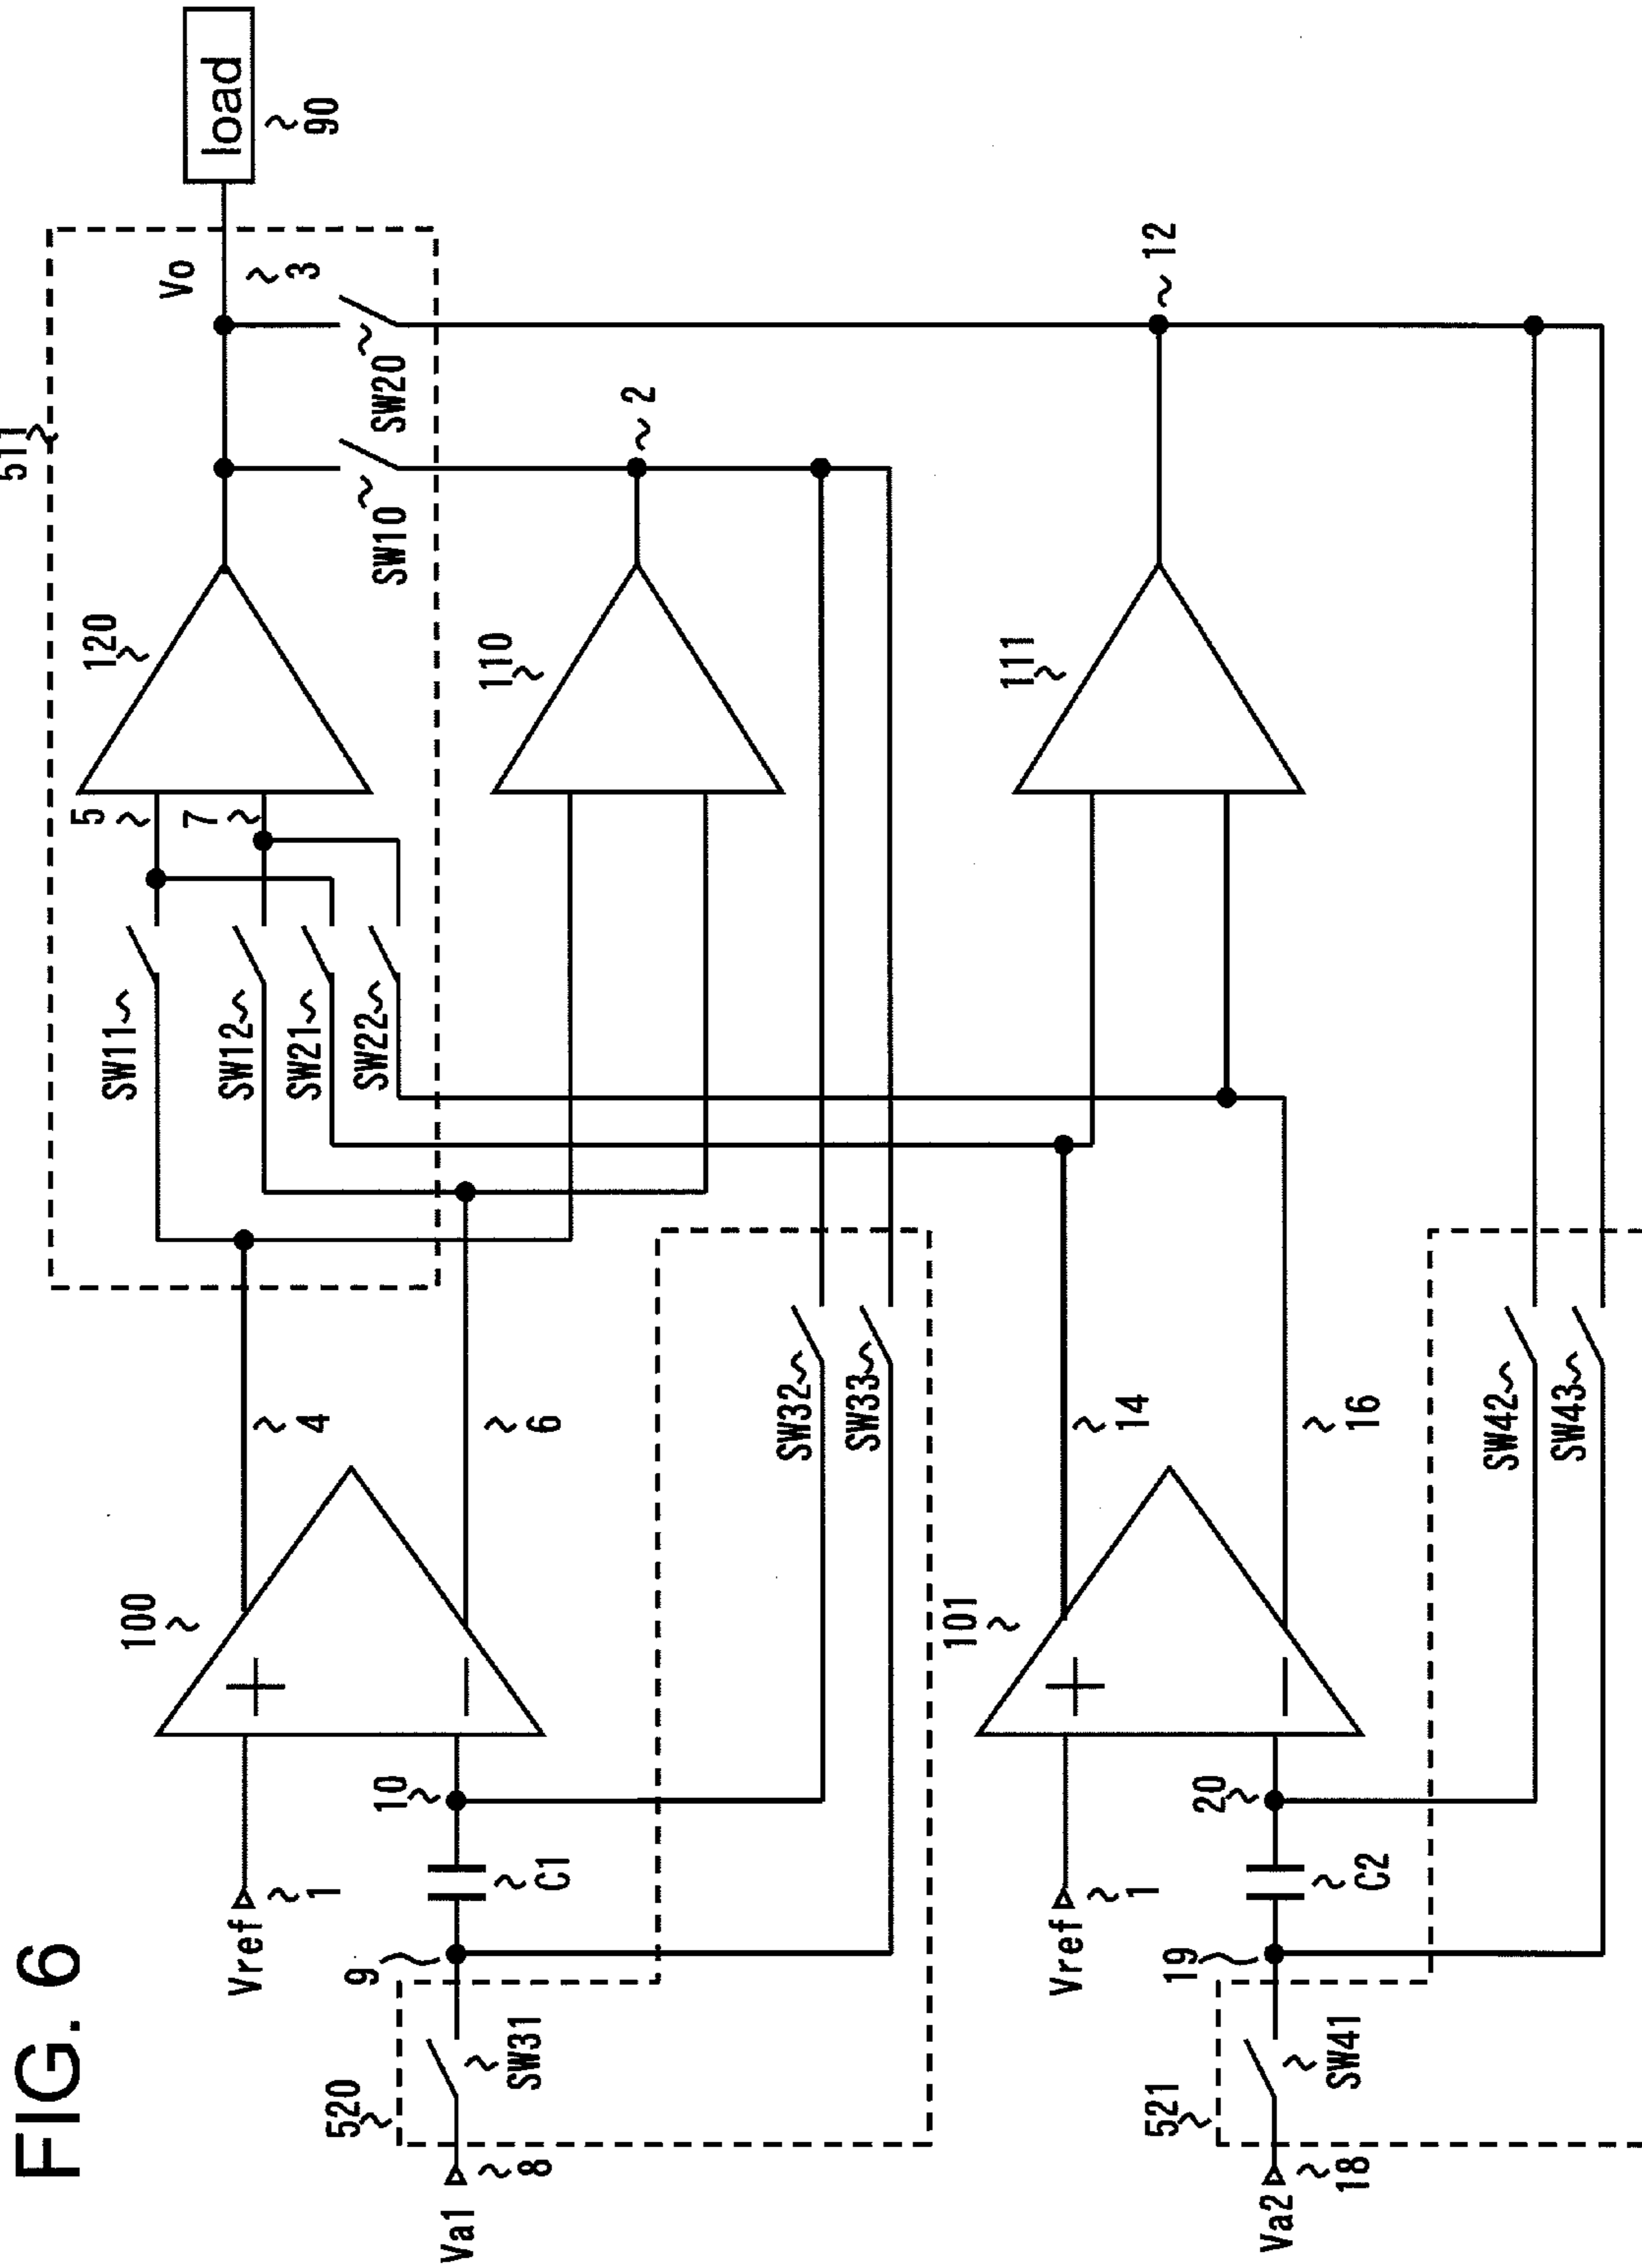 FIG. 6
511
load
90
Vo
3
120
5
7
SW11
SW12
SW21
SW22
SW10
SW20
110
2
100
4
6
Vref
1
10
9
C1
520
SW31
SW32
SW33
Va1
8
111
12
101
14
16
Vref
1
20
19
C2
521
SW41
SW42
SW43
Va2
18